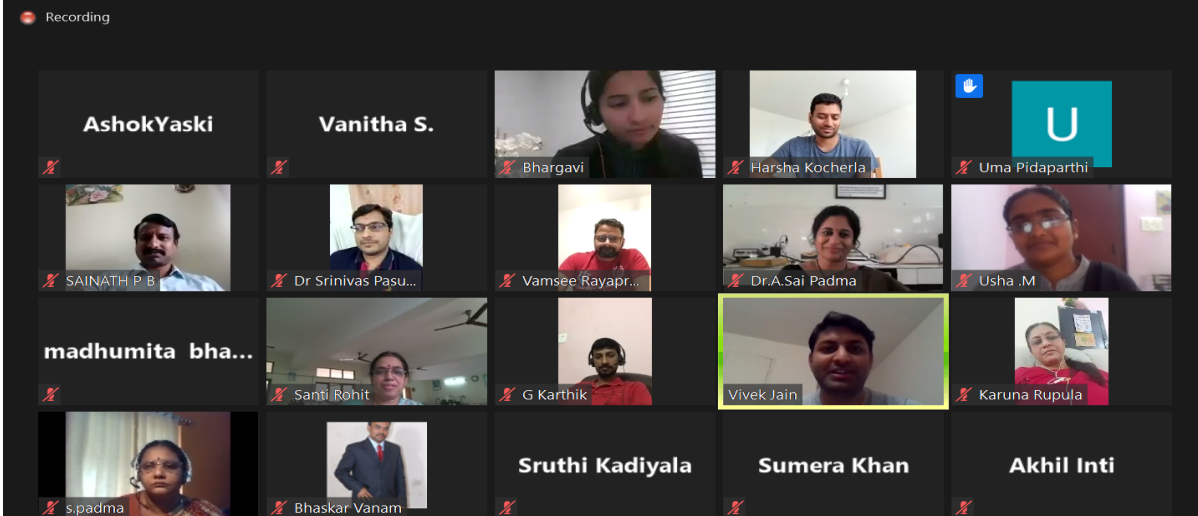 Recording
AshokYaski
Vanitha S.
Bhargavi
Harsha Kocherla
U
Uma Pidaparthi
SAINATH P B
Dr Srinivas Pasu...
Vamsee Rayapr...
Dr.A.Sai Padma
Usha .M
madhumita bha...
Santi Rohit
G Karthik
Vivek Jain
Karuna Rupula
s.padma
Bhaskar Vanam
Sruthi Kadiyala
Sumera Khan
Akhil Inti